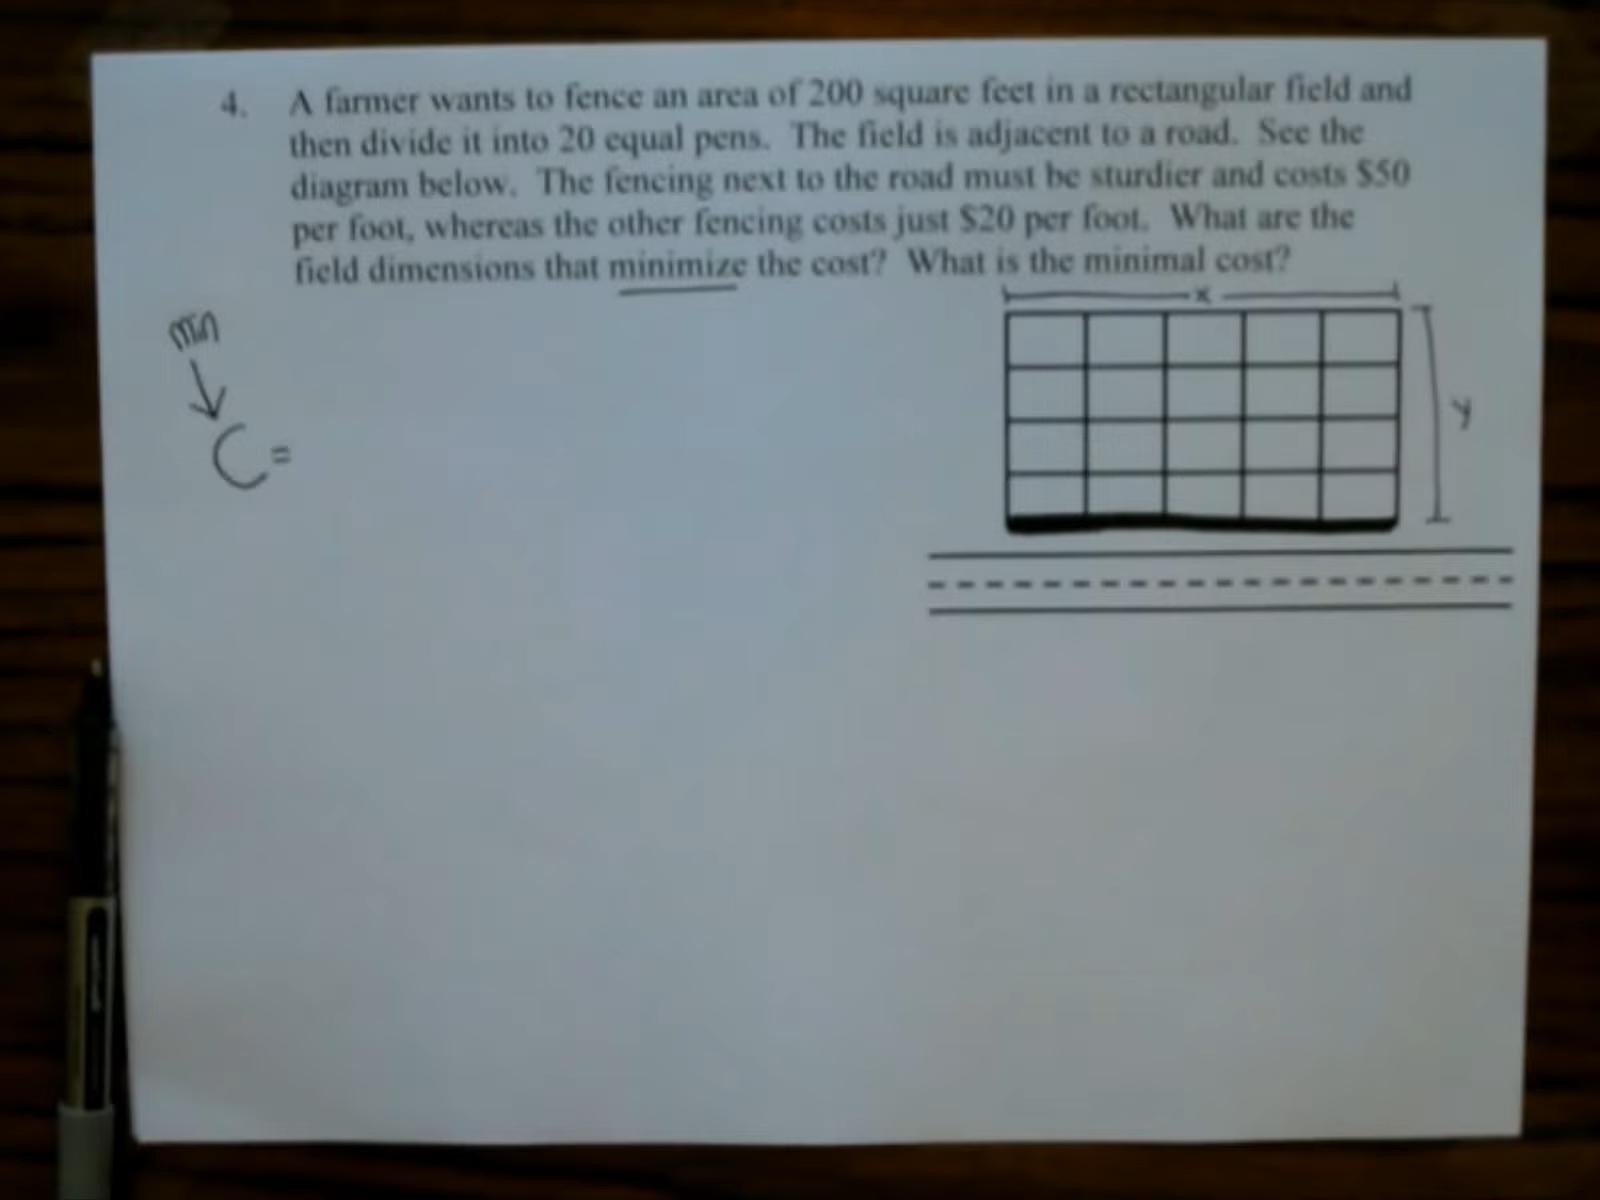 4. A farmer wants to fence an area of 200 square feet in a rectangular field and
then divide it into 20 equal pens. The field is adjacent to a road. See the
diagram below. The fencing next to the road must be sturdier and costs $50
per foot, whereas the other fencing costs just $20 per foot. What are the
field dimensions that minimize the cost? What is the minimal cost?
x
min
y
C=